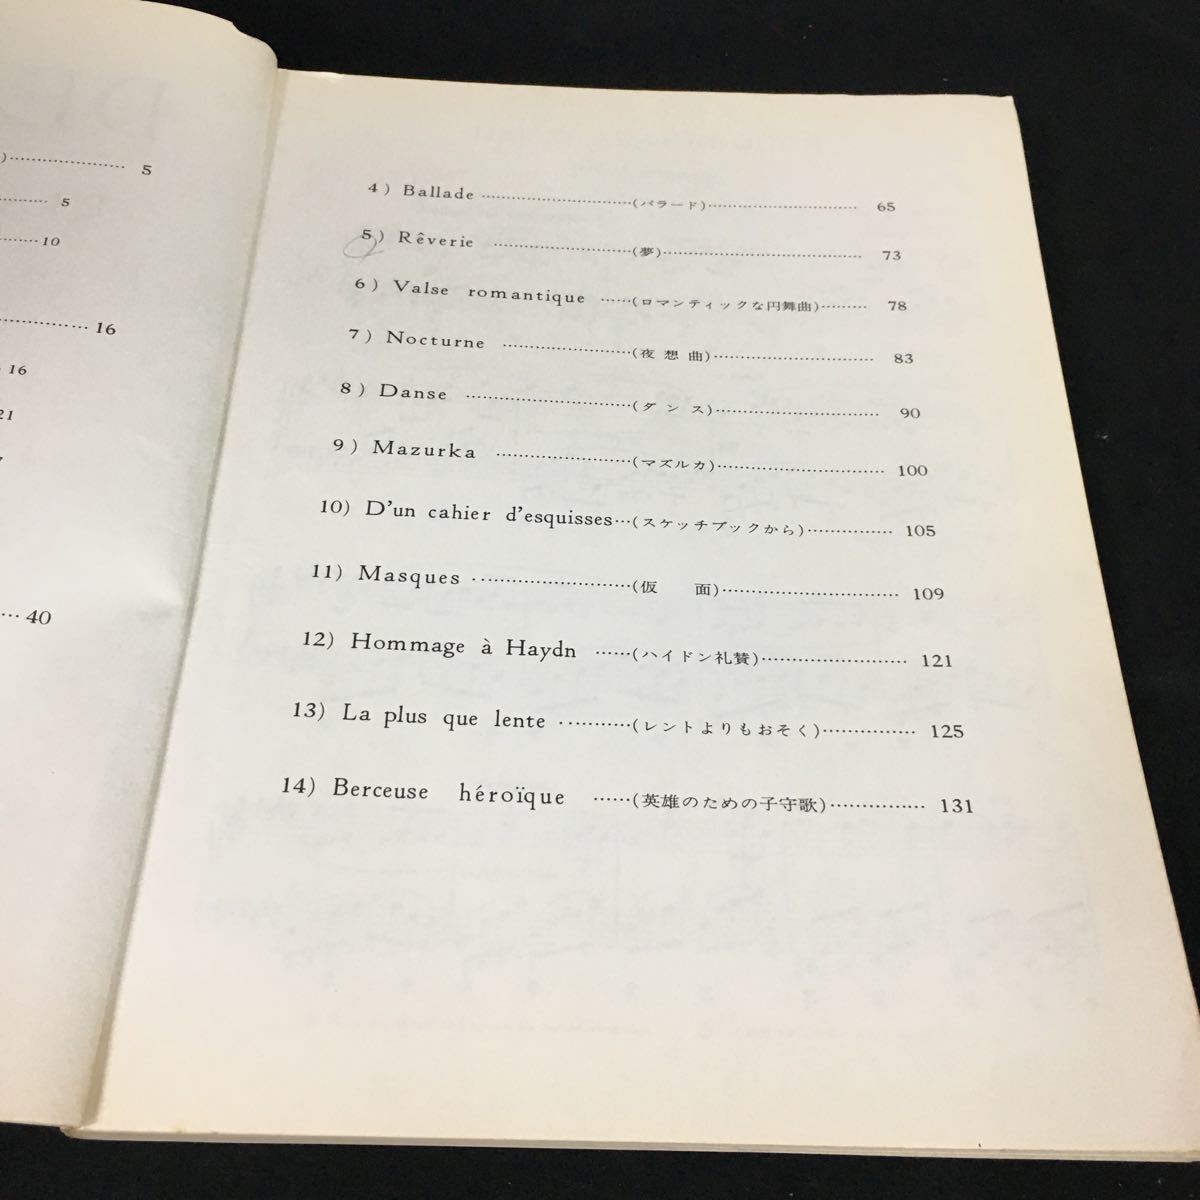 )…………………… 5
………… 5
………10
……………… 16
16
21
… 40
4) Ballade ……………………… (バラード) ……………………… 65
5) Rêverie ……………………… (夢) ……………………… 73
6) Valse romantique …… (ロマンティックな円舞曲) ……… 78
7) Nocturne …………………… (夜想曲) ……………………… 83
8) Danse ……………………… (ダンス) ……………………… 90
9) Mazurka …………………… (マズルカ) ……………………… 100
10) D'un cahier d'esquisses … (スケッチブックから) …………… 105
11) Masques ……………………… (仮面) ……………………… 109
12) Hommage à Haydn …… (ハイドン礼賛) …………………… 121
13) La plus que lente ………… (レントよりもおそく) …………… 125
14) Berceuse héroïque …… (英雄のための子守歌) …………… 131